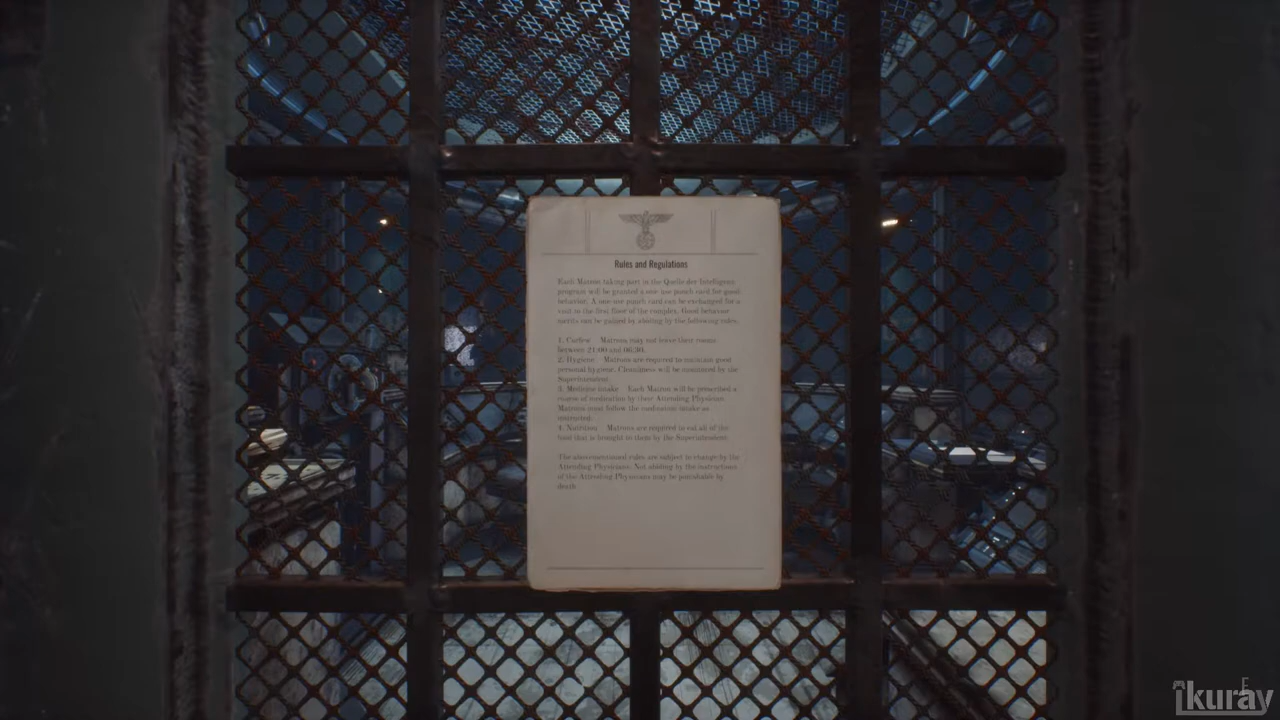 Rules and Regulations
Each Matron taking part in the Quelle der Intelligenz
program will be granted a one use punch card for good
behavior. A one use punch card can be exchanged for a
visit to the first floor of the complex. Good behavior
merits can be gained by abiding by the following rules:
1. Curfew Matrons may not leave their rooms
between 21:00 and 06:30.
2. Hygiene Matrons are required to maintain good
personal hygiene. Cleanliness will be monitored by the
Superintendent.
3. Medicine intake Each Matron will be prescribed a
course of medication by their Attending Physician.
Matrons must follow the medication intake as
instructed.
4. Nutrition Matrons are required to eat all of the
food that is brought to them by the Superintendent.
The abovementioned rules are subject to change by the
Attending Physicians. Not abiding by the instructions
of the Attending Physicians may be punishable by
death.
ikuray